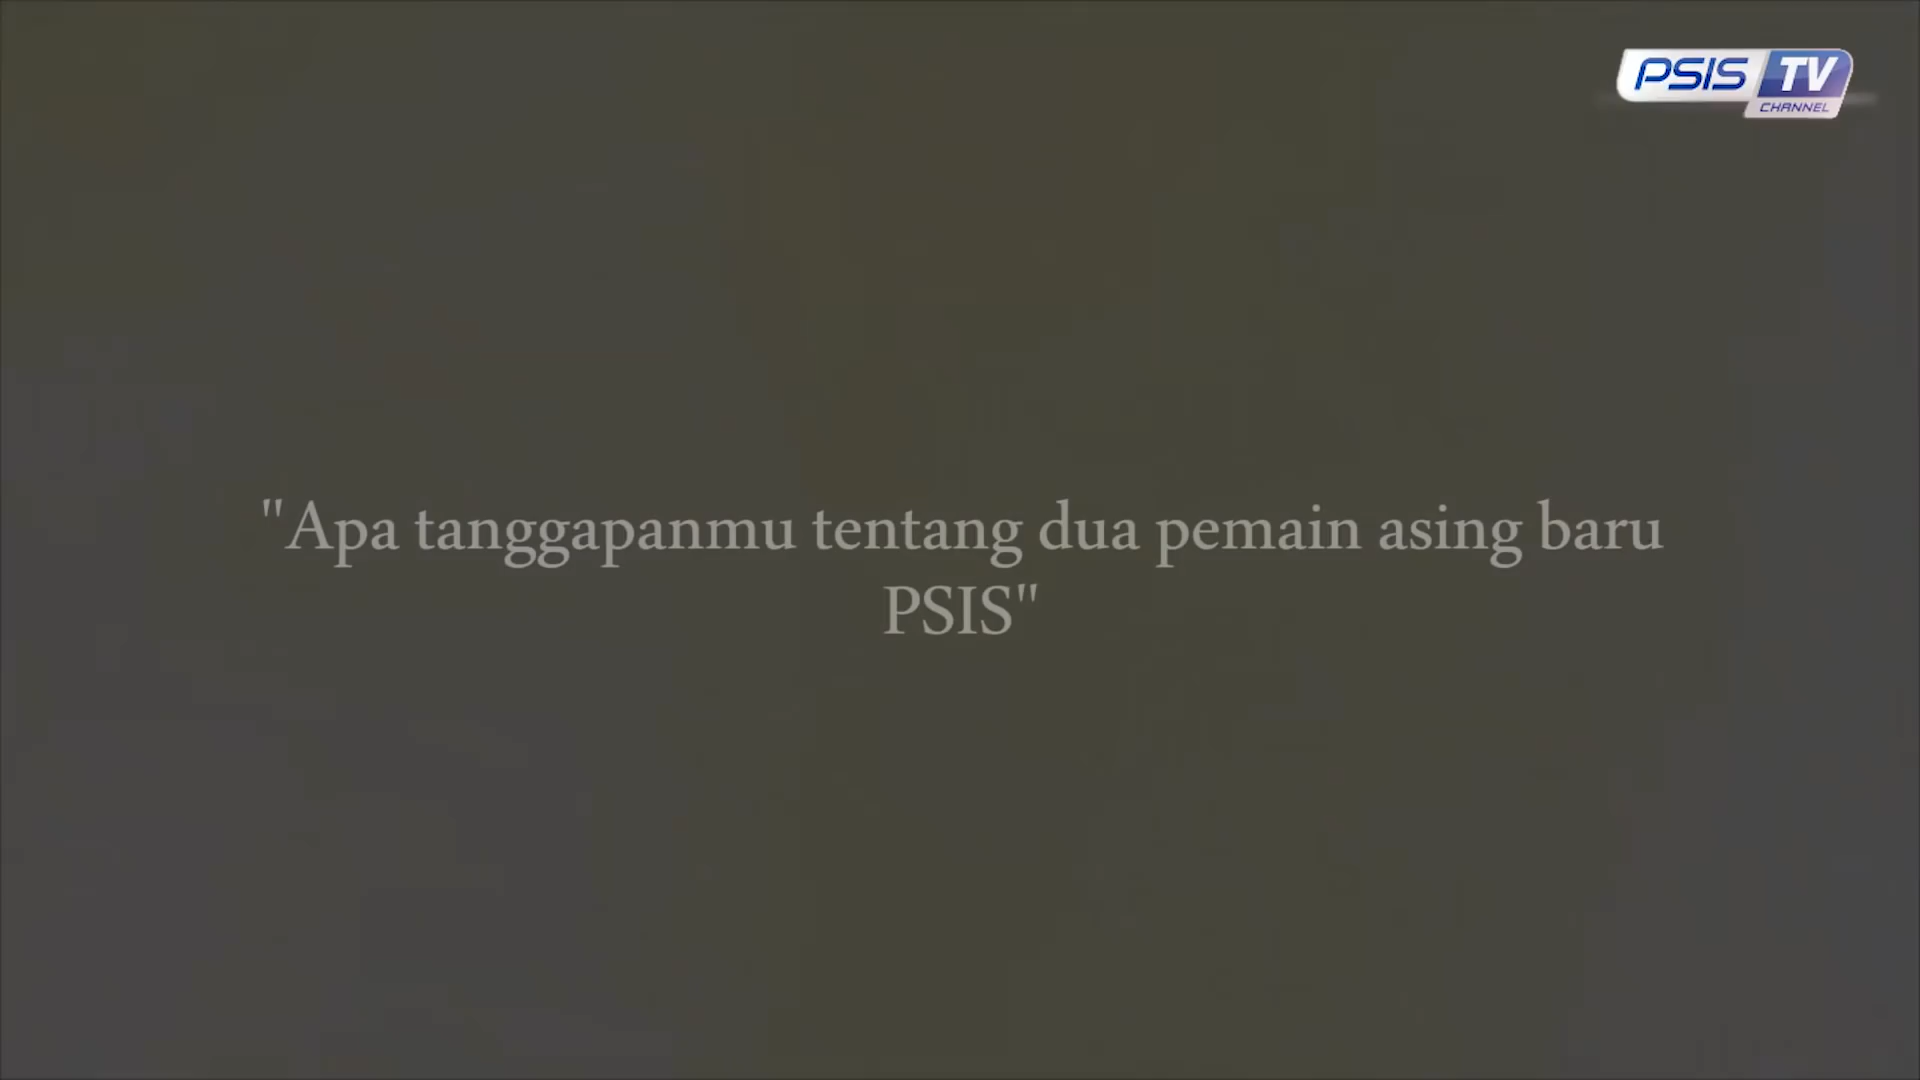 PSIS TV
CHANNEL
"Apa tanggapanmu tentang dua pemain asing baru
PSIS"